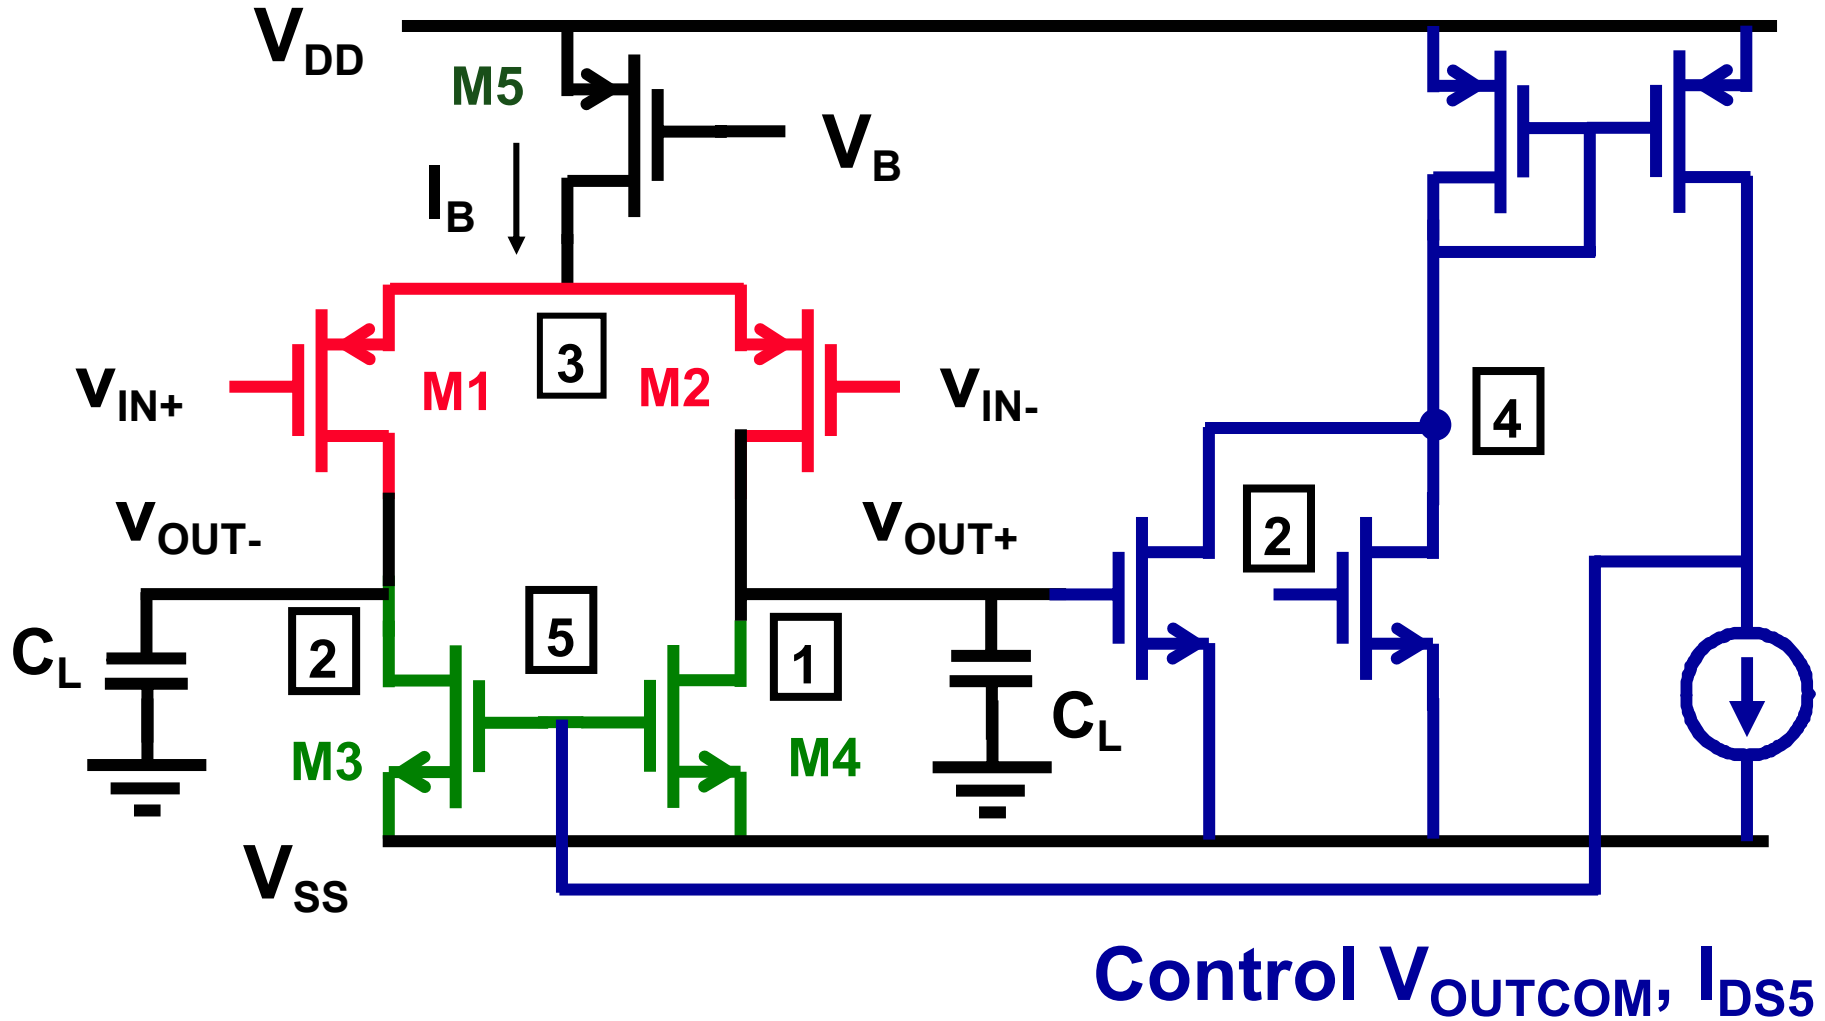 VDD
M5
VB
IB
3
vIN+
M1
M2
vIN-
4
vOUT-
vOUT+
2
5
2
1
CL
CL
M3
M4
VSS
Control VOUTCOM, IDS5